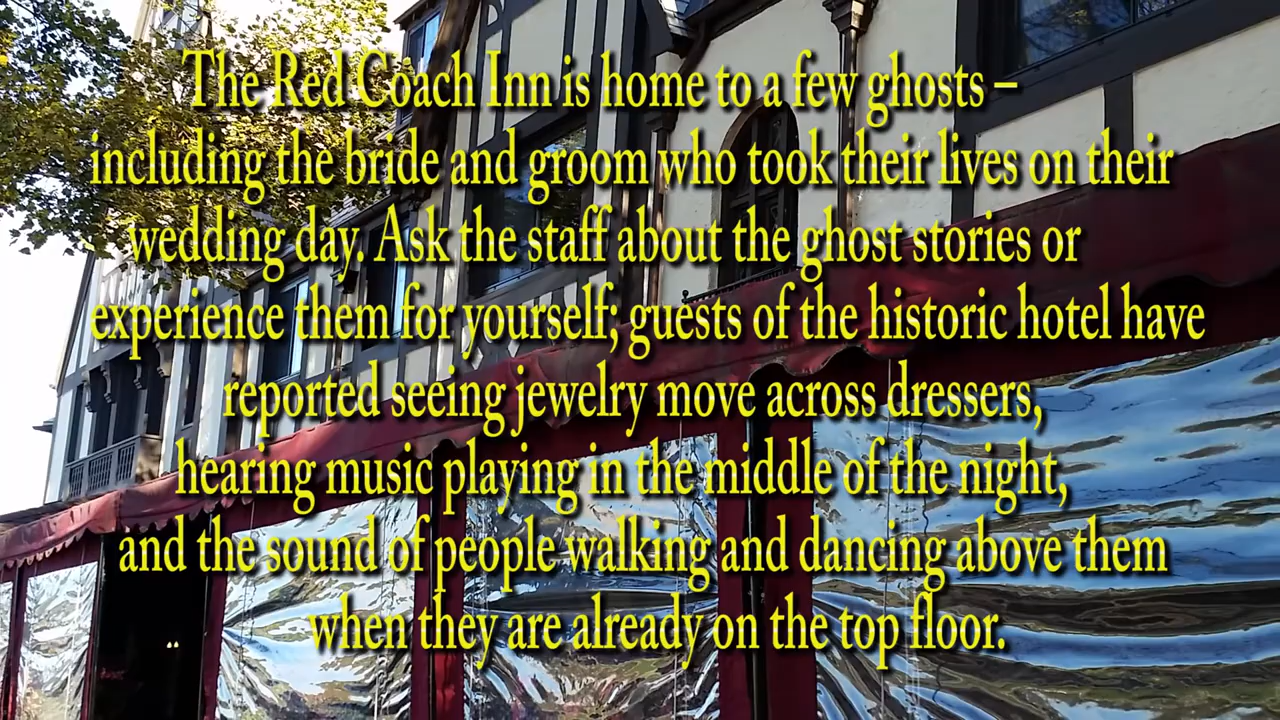 The Red Coach Inn is home to a few ghosts –
including the bride and groom who took their lives on their
wedding day. Ask the staff about the ghost stories or
experience them for yourself; guests of the historic hotel have
reported seeing jewelry move across dressers,
hearing music playing in the middle of the night,
and the sound of people walking and dancing above them
when they are already on the top floor.